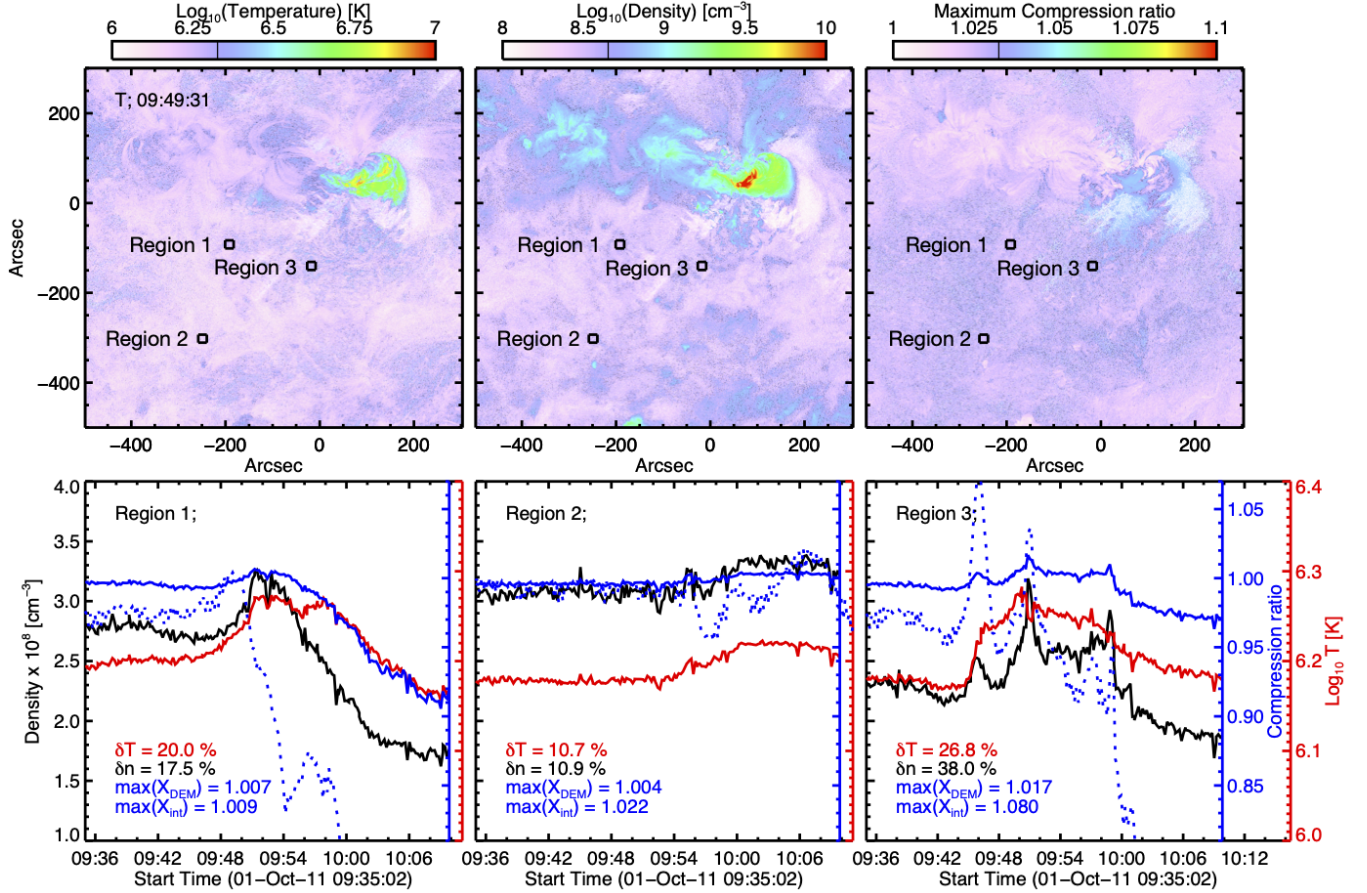 Log₁₀(Temperature) [K]
6 6.25 6.5 6.75 7
Log₁₀(Density) [cm⁻³]
8 8.5 9 9.5 10
Maximum Compression ratio
1 1.025 1.05 1.075 1.1
T; 09:49:31
Region 1
Region 3
Region 2
Region 1
Region 3
Region 2
Region 1
Region 3
Region 2
200
0
−200
−400
Arcsec
−400 −200 0 200
Arcsec
−400 −200 0 200
Arcsec
−400 −200 0 200
Arcsec
4.0
3.5
3.0
2.5
2.0
1.5
1.0
Density x 10⁸ [cm⁻³]
Region 1;
δT = 20.0 %
δn = 17.5 %
max(X_DEM) = 1.007
max(X_int) = 1.009
09:36 09:42 09:48 09:54 10:00 10:06
Start Time (01−Oct−11 09:35:02)
Region 2;
δT = 10.7 %
δn = 10.9 %
max(X_DEM) = 1.004
max(X_int) = 1.022
09:36 09:42 09:48 09:54 10:00 10:06
Start Time (01−Oct−11 09:35:02)
Region 3;
δT = 26.8 %
δn = 38.0 %
max(X_DEM) = 1.017
max(X_int) = 1.080
09:36 09:42 09:48 09:54 10:00 10:06 10:12
Start Time (01−Oct−11 09:35:02)
1.05
1.00
0.95
0.90
0.85
Compression ratio
6.4
6.3
6.2
6.1
6.0
Log₁₀ T [K]